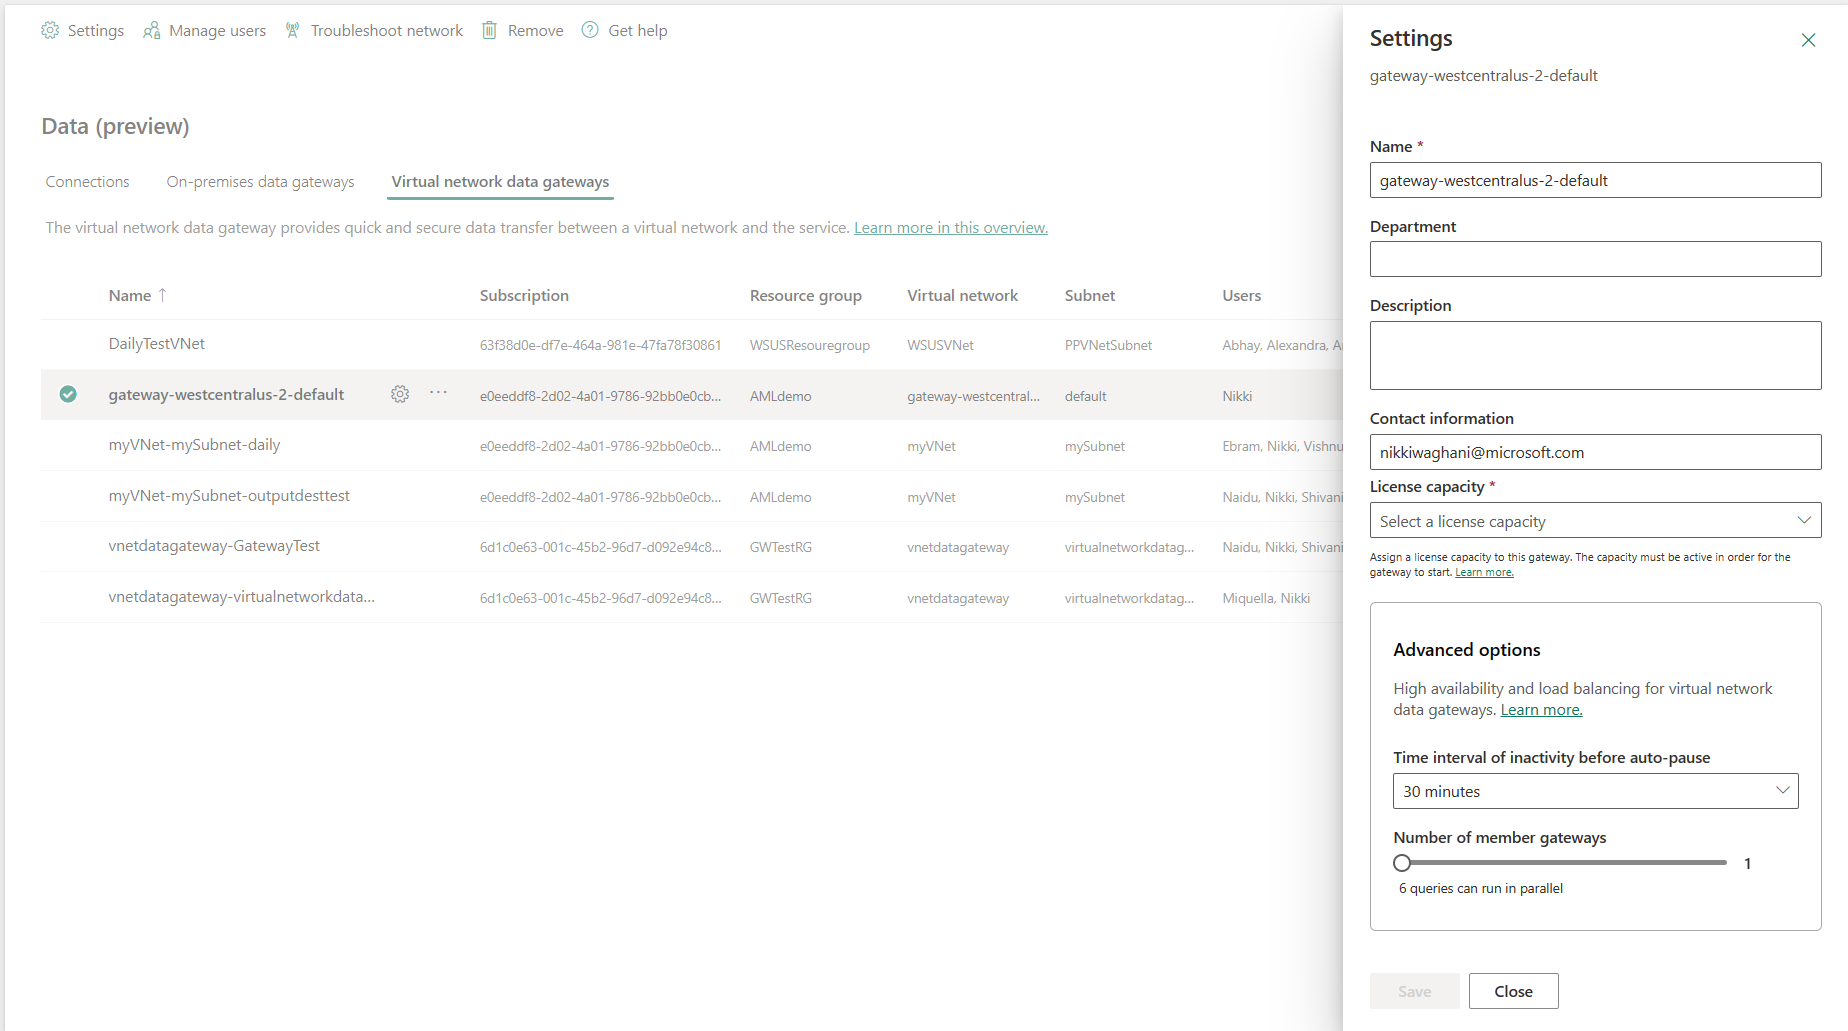 Settings Manage users Troubleshoot network Remove Get help
Data (preview)
Connections On-premises data gateways Virtual network data gateways
The virtual network data gateway provides quick and secure data transfer between a virtual network and the service. Learn more in this overview.
Name ↑ Subscription Resource group Virtual network Subnet Users
DailyTestVNet 63f38d0e-df7e-464a-981e-47fa78f30861 WSUSResouregroup WSUSVNet PPVNetSubnet Abhay, Alexandra, A
gateway-westcentralus-2-default ... e0eeddf8-2d02-4a01-9786-92bb0e0cb... AMLdemo gateway-westcentral... default Nikki
myVNet-mySubnet-daily e0eeddf8-2d02-4a01-9786-92bb0e0cb... AMLdemo myVNet mySubnet Ebram, Nikki, Vishnu
myVNet-mySubnet-outputdesttest e0eeddf8-2d02-4a01-9786-92bb0e0cb... AMLdemo myVNet mySubnet Naidu, Nikki, Shivani
vnetdatagateway-GatewayTest 6d1c0e63-001c-45b2-96d7-d092e94c8... GWTestRG vnetdatagateway virtualnetworkdatag... Naidu, Nikki, Shivani
vnetdatagateway-virtualnetworkdata... 6d1c0e63-001c-45b2-96d7-d092e94c8... GWTestRG vnetdatagateway virtualnetworkdatag... Miquella, Nikki
Settings
gateway-westcentralus-2-default
Name *
gateway-westcentralus-2-default
Department
Description
Contact information
nikkiwaghani@microsoft.com
License capacity *
Select a license capacity
Assign a license capacity to this gateway. The capacity must be active in order for the
gateway to start. Learn more.
Advanced options
High availability and load balancing for virtual network
data gateways. Learn more.
Time interval of inactivity before auto-pause
30 minutes
Number of member gateways
1
6 queries can run in parallel
Save Close